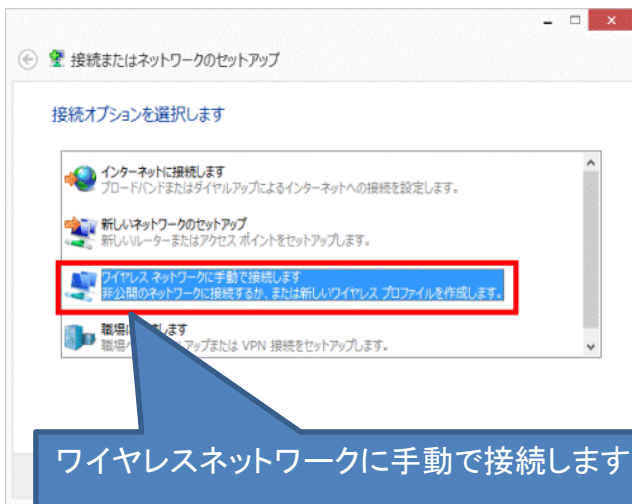 接続またはネットワークのセットアップ
接続オプションを選択します
インターネットに接続します
ブロードバンドまたはダイヤルアップによるインターネットへの接続を設定します。
新しいネットワークのセットアップ
新しいルーターまたはアクセス ポイントをセットアップします。
ワイヤレス ネットワークに手動で接続します
非公開のネットワークに接続するか、または新しいワイヤレス プロファイルを作成します。
職場に します
職場へ アップまたは VPN 接続をセットアップします。
ワイヤレスネットワークに手動で接続します